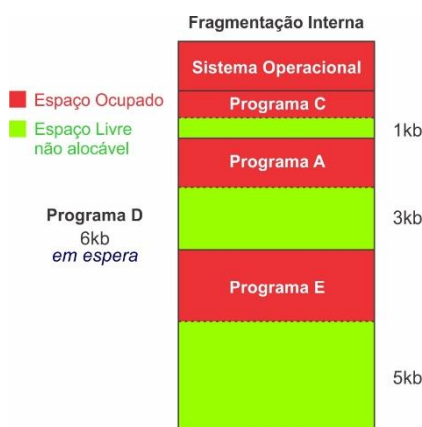 Fragmentação Interna
Sistema Operacional
Espaço Ocupado
Programa C
Espaço Livre
não alocável
1kb
Programa A
Programa D
6kb
em espera
3kb
Programa E
5kb